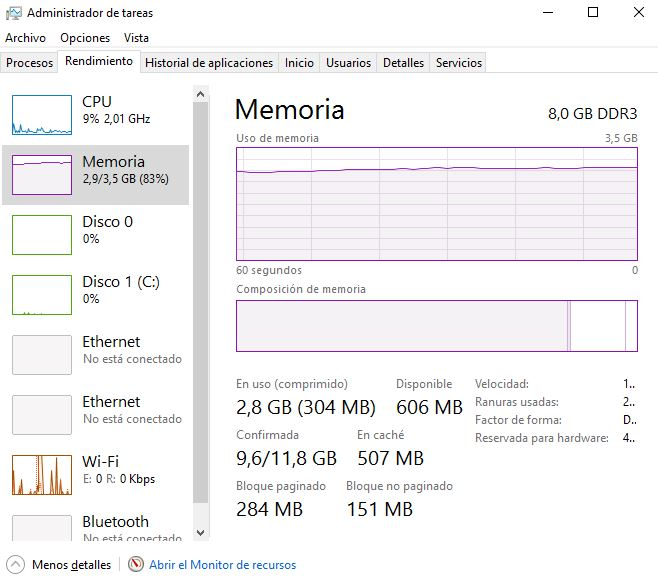 Administrador de tareas
Archivo Opciones Vista
Procesos Rendimiento Historial de aplicaciones Inicio Usuarios Detalles Servicios
CPU
9% 2,01 GHz
Memoria
2,9/3,5 GB (83%)
Disco 0
0%
Disco 1 (C:)
0%
Ethernet
No está conectado
Ethernet
No está conectado
Wi-Fi
E: 0 R: 0 Kbps
Bluetooth
No está conectado
Memoria 8,0 GB DDR3
Uso de memoria 3,5 GB
60 segundos 0
Composición de memoria
En uso (comprimido) Disponible
2,8 GB (304 MB) 606 MB
Confirmada En caché
9,6/11,8 GB 507 MB
Bloque paginado Bloque no paginado
284 MB 151 MB
Velocidad: 1..
Ranuras usadas: 2..
Factor de forma: D..
Reservada para hardware: 4..
Menos detalles Abrir el Monitor de recursos